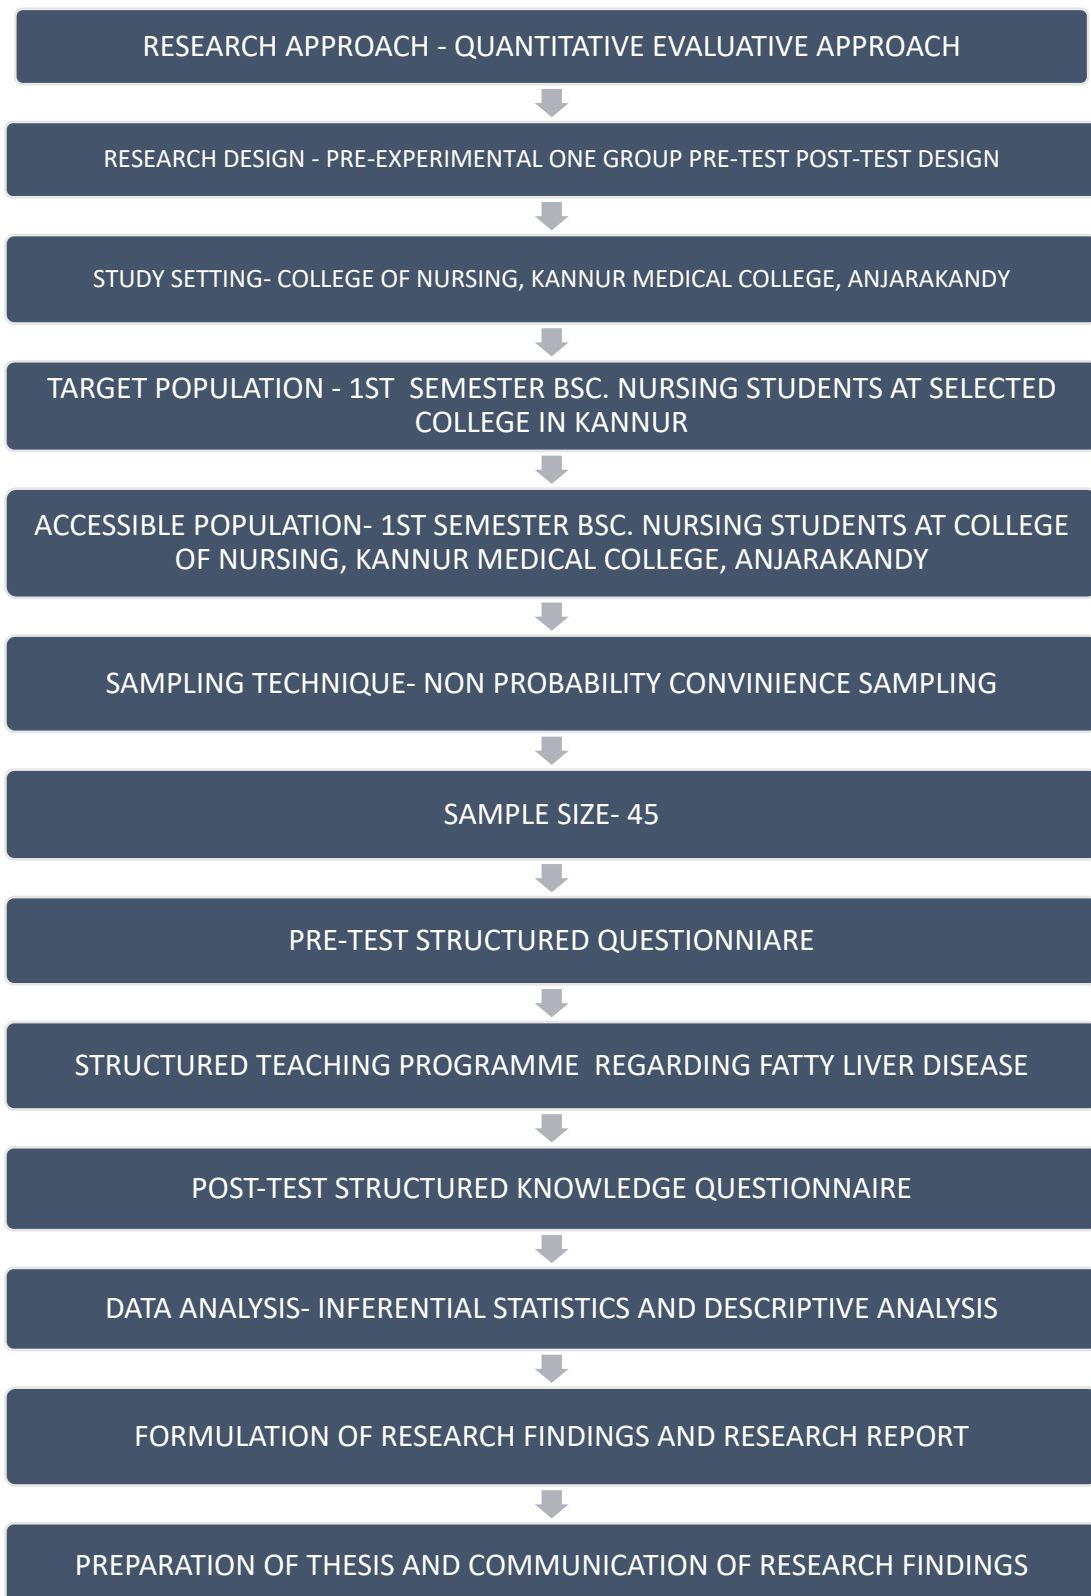 RESEARCH APPROACH - QUANTITATIVE EVALUATIVE APPROACH
RESEARCH DESIGN - PRE-EXPERIMENTAL ONE GROUP PRE-TEST POST-TEST DESIGN
STUDY SETTING- COLLEGE OF NURSING, KANNUR MEDICAL COLLEGE, ANJARAKANDY
TARGET POPULATION - 1ST SEMESTER BSC. NURSING STUDENTS AT SELECTED
COLLEGE IN KANNUR
ACCESSIBLE POPULATION- 1ST SEMESTER BSC. NURSING STUDENTS AT COLLEGE
OF NURSING, KANNUR MEDICAL COLLEGE, ANJARAKANDY
SAMPLING TECHNIQUE- NON PROBABILITY CONVINIENCE SAMPLING
SAMPLE SIZE- 45
PRE-TEST STRUCTURED QUESTIONNIARE
STRUCTURED TEACHING PROGRAMME REGARDING FATTY LIVER DISEASE
POST-TEST STRUCTURED KNOWLEDGE QUESTIONNAIRE
DATA ANALYSIS- INFERENTIAL STATISTICS AND DESCRIPTIVE ANALYSIS
FORMULATION OF RESEARCH FINDINGS AND RESEARCH REPORT
PREPARATION OF THESIS AND COMMUNICATION OF RESEARCH FINDINGS